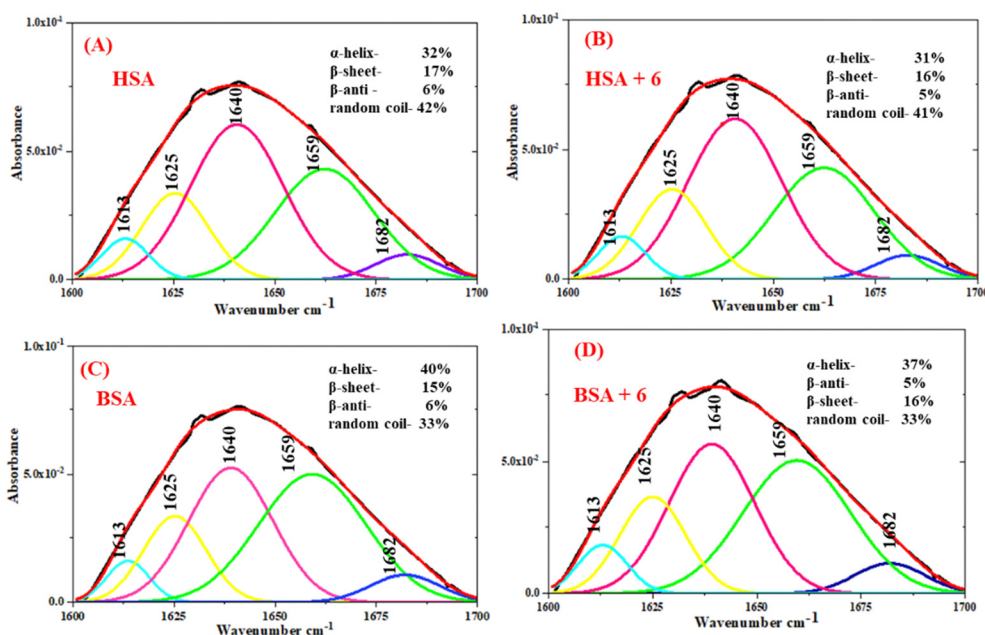 (A)
HSA
α-helix- 32%
β-sheet- 17%
β-anti - 6%
random coil- 42%
1613
1625
1640
1659
1682
1.0x10⁻¹
5.0x10⁻²
0.0
Absorbance
1600 1625 1650 1675 1700
Wavenumber cm⁻¹
(B)
HSA + 6
α-helix- 31%
β-sheet- 16%
β-anti- 5%
random coil- 41%
1613
1625
1640
1659
1682
1.0x10⁻¹
5.0x10⁻²
0.0
Absorbance
1600 1625 1650 1675 1700
Wavenumber cm⁻¹
(C)
BSA
α-helix- 40%
β-sheet- 15%
β-anti- 6%
random coil- 33%
1613
1625
1640
1659
1682
1.0x10⁻¹
5.0x10⁻²
0.0
Absorbance
1600 1625 1650 1675 1700
Wavenumber cm⁻¹
(D)
BSA + 6
α-helix- 37%
β-anti- 5%
β-sheet- 16%
random coil- 33%
1613
1625
1640
1659
1682
1.0x10⁻¹
5.0x10⁻²
0.0
Absorbance
1600 1625 1650 1675 1700
Wavenumber cm⁻¹